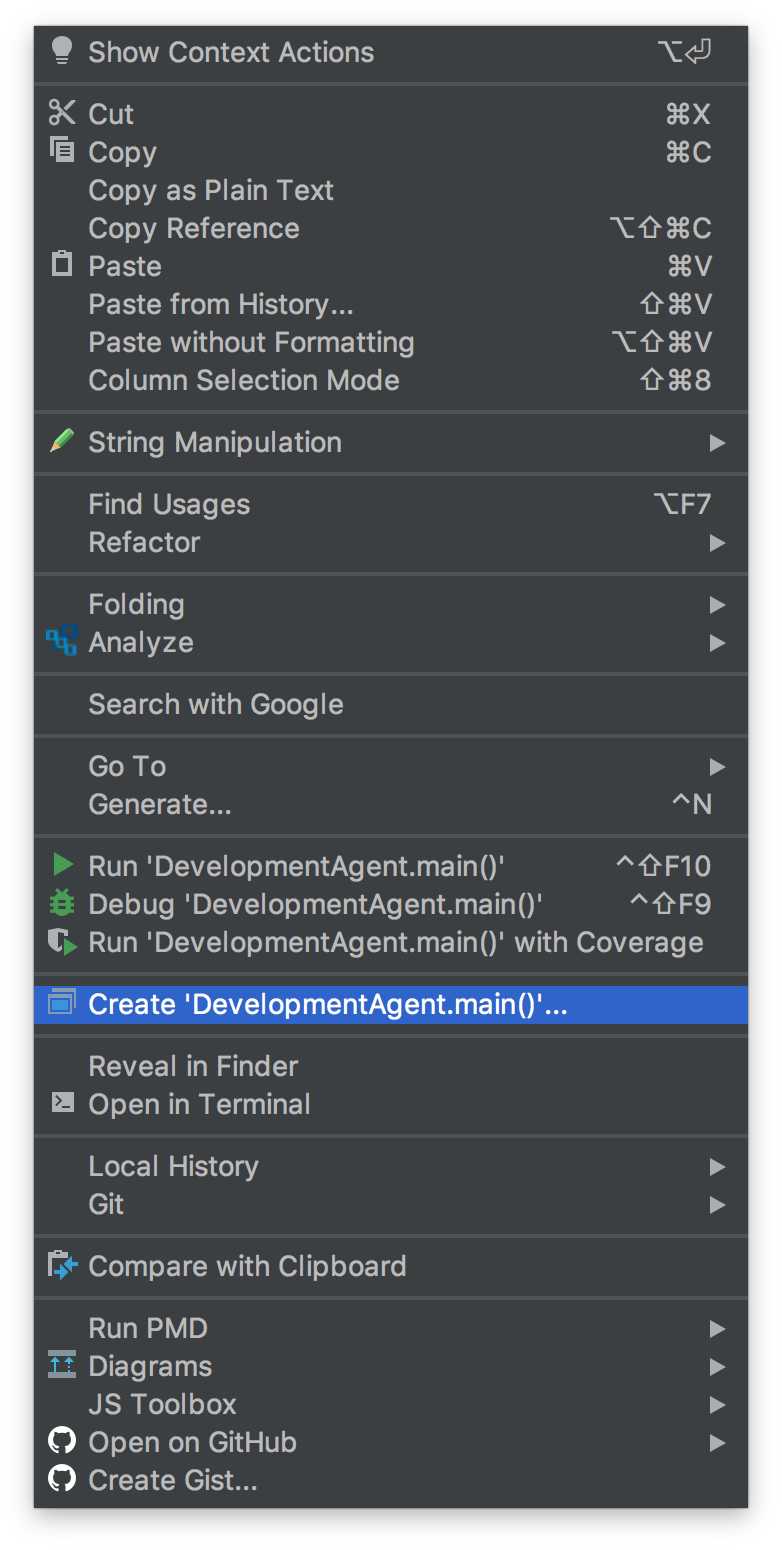 Show Context Actions ⌥⏎
Cut ⌘X
Copy ⌘C
Copy as Plain Text
Copy Reference ⌥⇧⌘C
Paste ⌘V
Paste from History... ⇧⌘V
Paste without Formatting ⌥⇧⌘V
Column Selection Mode ⇧⌘8
String Manipulation
Find Usages ⌥F7
Refactor
Folding
Analyze
Search with Google
Go To
Generate... ^N
Run 'DevelopmentAgent.main()' ^⇧F10
Debug 'DevelopmentAgent.main()' ^⇧F9
Run 'DevelopmentAgent.main()' with Coverage
Create 'DevelopmentAgent.main()'...
Reveal in Finder
Open in Terminal
Local History
Git
Compare with Clipboard
Run PMD
Diagrams
JS Toolbox
Open on GitHub
Create Gist...